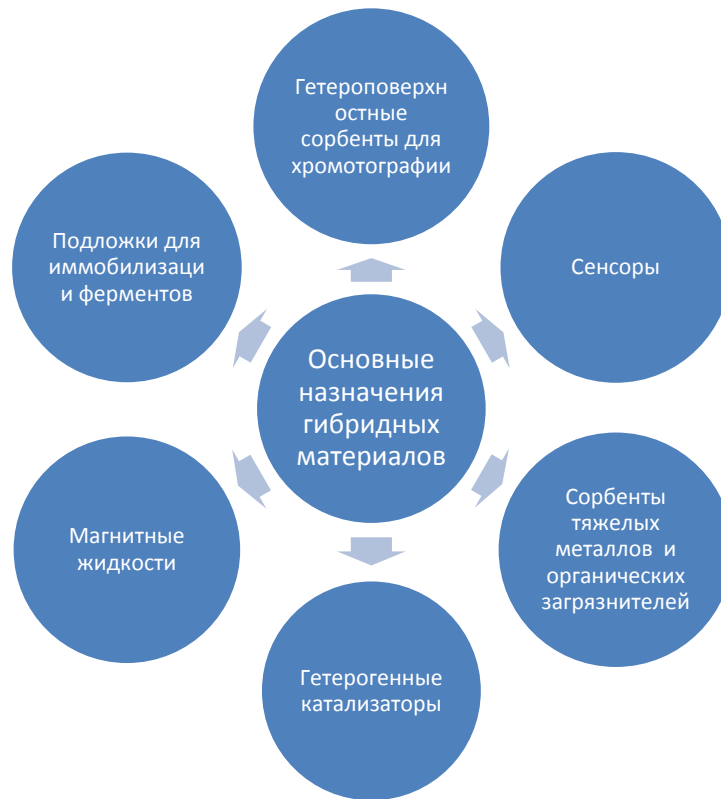 Гетероповерхн
остные
сорбенты для
хромотографии
Подложки для
иммобилизаци
и ферментов
Сенсоры
Основные
назначения
гибридных
материалов
Магнитные
жидкости
Сорбенты
тяжелых
металлов и
органических
загрязнителей
Гетерогенные
катализаторы